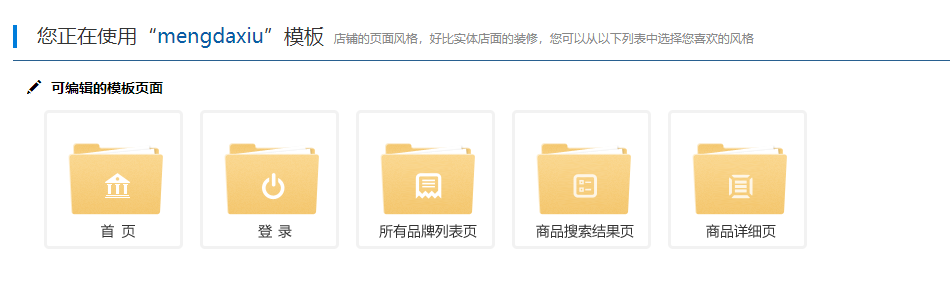 您正在使用“mengdaxiu”模板 店铺的页面风格，好比实体店面的装修，您可以从以下列表中选择您喜欢的风格
可编辑的模板页面
首 页 登 录 所有品牌列表页 商品搜索结果页 商品详细页